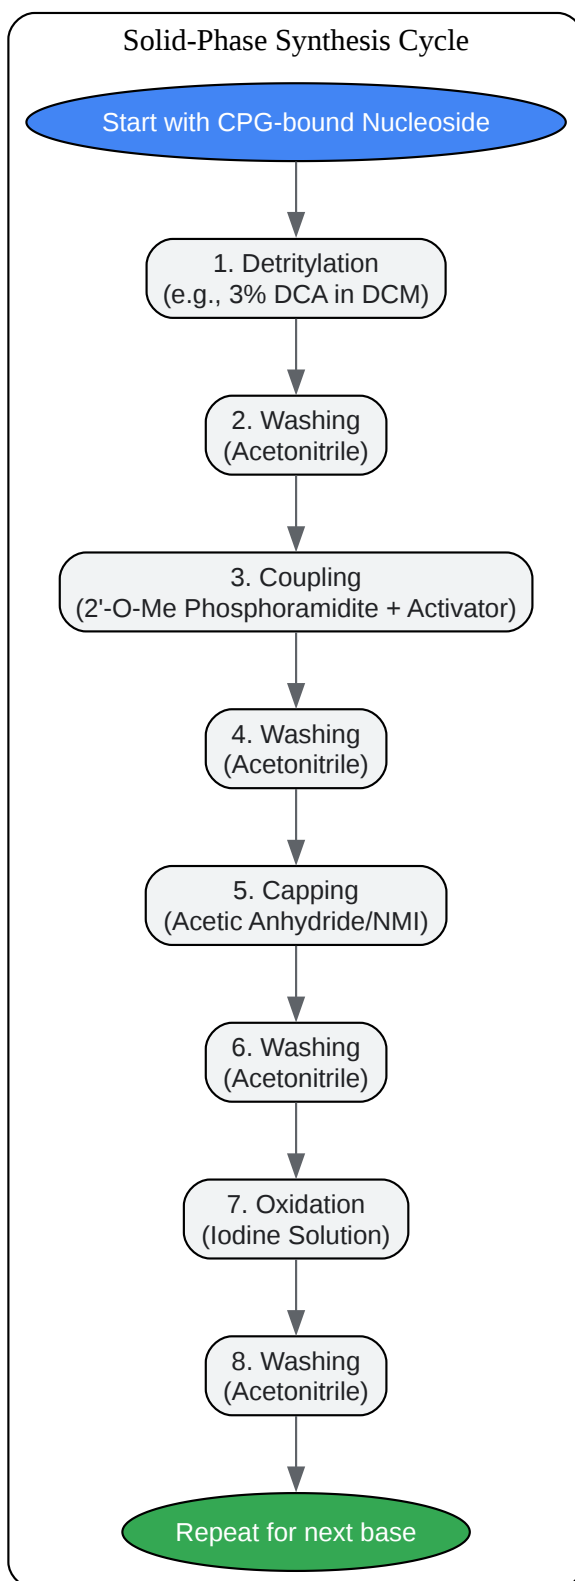 Solid-Phase Synthesis Cycle
Start with CPG-bound Nucleoside
1. Detritylation
(e.g., 3% DCA in DCM)
2. Washing
(Acetonitrile)
3. Coupling
(2'-O-Me Phosphoramidite + Activator)
4. Washing
(Acetonitrile)
5. Capping
(Acetic Anhydride/NMI)
6. Washing
(Acetonitrile)
7. Oxidation
(Iodine Solution)
8. Washing
(Acetonitrile)
Repeat for next base